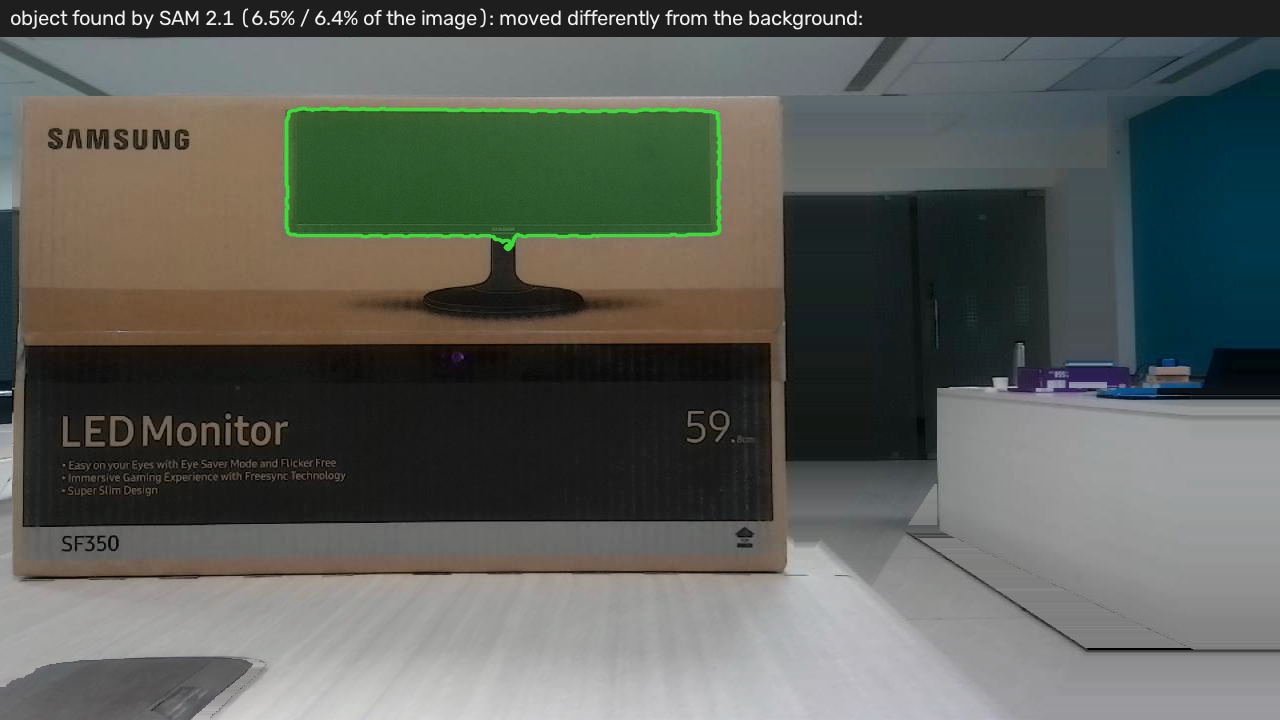 object found by SAM 2.1 (6.5% / 6.4% of the image): moved differently from the background:
SAMSUNG
LED Monitor
59.8cm
• Easy on your Eyes with Eye Saver Mode and Flicker Free
• Immersive Gaming Experience with Freesync Technology
• Super Slim Design
SF350